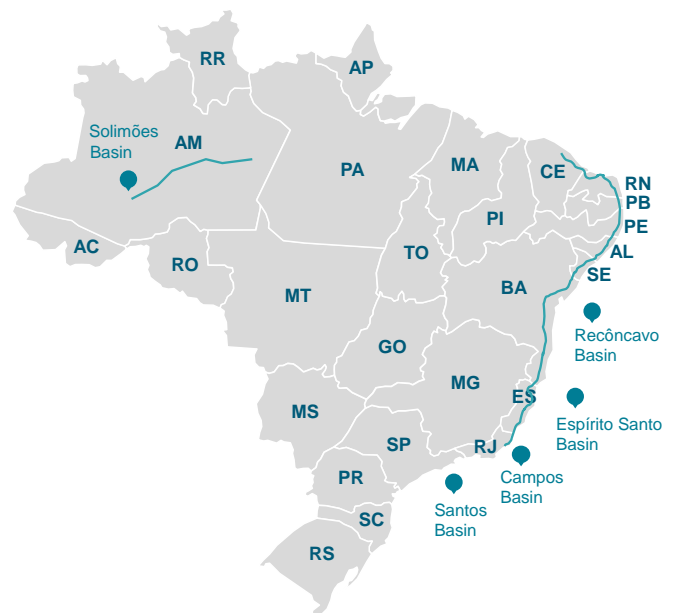 RR
AP
Solimões
Basin
AM
PA
MA
CE
RN
PB
PE
PI
AL
SE
TO
BA
AC
RO
MT
Recôncavo
Basin
GO
MG
ES
Espírito Santo
Basin
MS
SP
RJ
Campos
Basin
PR
Santos
Basin
SC
RS